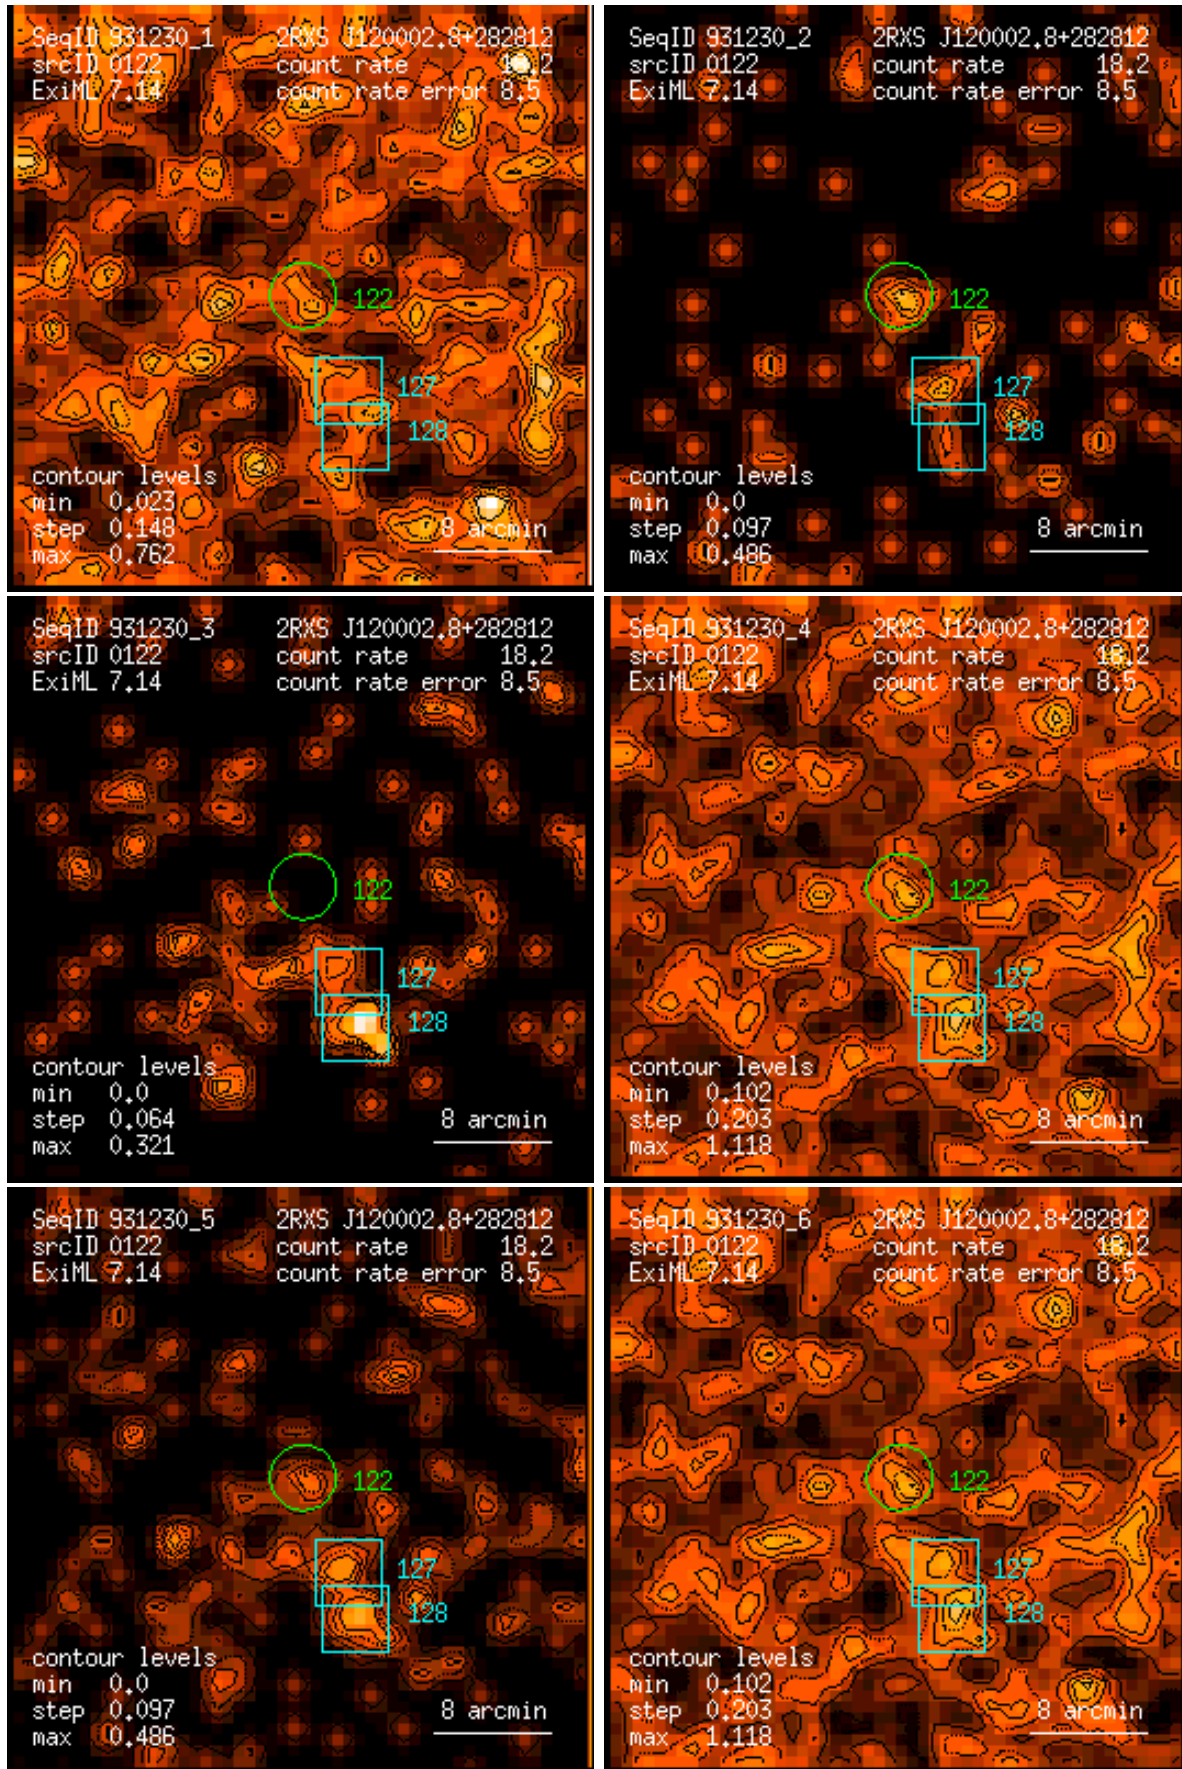 SeqID 931230_1 2RXS J120002.8+282812
srcID 0122 count rate 18.2
ExiML 7.14 count rate error 8.5
122
127
128
contour levels
min 0.023
step 0.148 8 arcmin
max 0.762
SeqID 931230_2 2RXS J120002.8+282812
srcID 0122 count rate 18.2
ExiML 7.14 count rate error 8.5
122
127
128
contour levels
min 0.0
step 0.097 8 arcmin
max 0.486
SeqID 931230_3 2RXS J120002.8+282812
srcID 0122 count rate 18.2
ExiML 7.14 count rate error 8.5
122
127
128
contour levels
min 0.0
step 0.064 8 arcmin
max 0.321
SeqID 931230_4 2RXS J120002.8+282812
srcID 0122 count rate 18.2
ExiML 7.14 count rate error 8.5
122
127
128
contour levels
min 0.102
step 0.203 8 arcmin
max 1.118
SeqID 931230_5 2RXS J120002.8+282812
srcID 0122 count rate 18.2
ExiML 7.14 count rate error 8.5
122
127
128
contour levels
min 0.0
step 0.097 8 arcmin
max 0.486
SeqID 931230_6 2RXS J120002.8+282812
srcID 0122 count rate 18.2
ExiML 7.14 count rate error 8.5
122
127
128
contour levels
min 0.102
step 0.203 8 arcmin
max 1.118